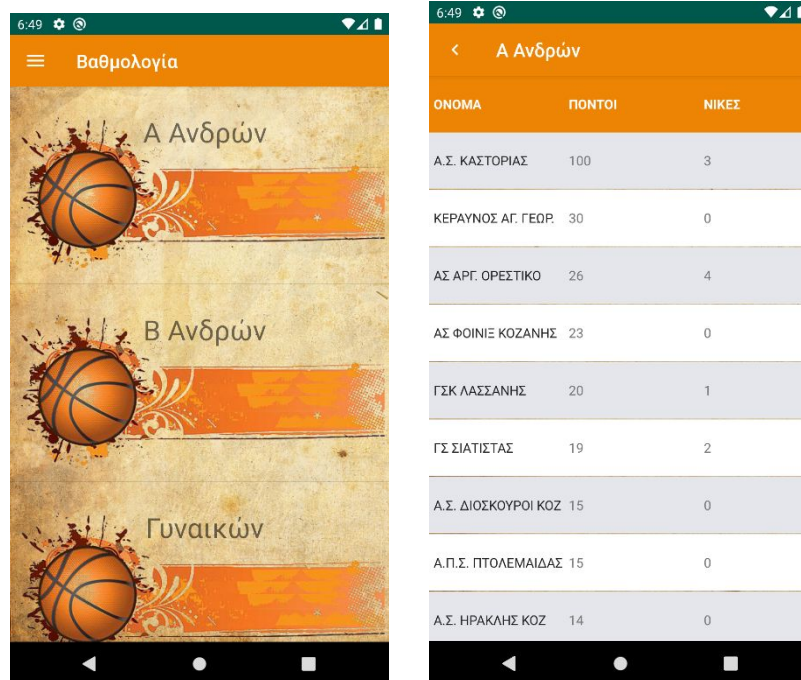 6:49
Βαθμολογία
Α Ανδρών
Β Ανδρών
Γυναικών
6:49
Α Ανδρών
ΟΝΟΜΑ ΠΟΝΤΟΙ ΝΙΚΕΣ
Α.Σ. ΚΑΣΤΟΡΙΑΣ 100 3
ΚΕΡΑΥΝΟΣ ΑΓ. ΓΕΩΡ. 30 0
ΑΣ ΑΡΓ. ΟΡΕΣΤΙΚΟ 26 4
ΑΣ ΦΟΙΝΙΞ ΚΟΖΑΝΗΣ 23 0
ΓΣΚ ΛΑΣΣΑΝΗΣ 20 1
ΓΣ ΣΙΑΤΙΣΤΑΣ 19 2
Α.Σ. ΔΙΟΣΚΟΥΡΟΙ ΚΟΖ 15 0
Α.Π.Σ. ΠΤΟΛΕΜΑΙΔΑΣ 15 0
Α.Σ. ΗΡΑΚΛΗΣ ΚΟΖ 14 0